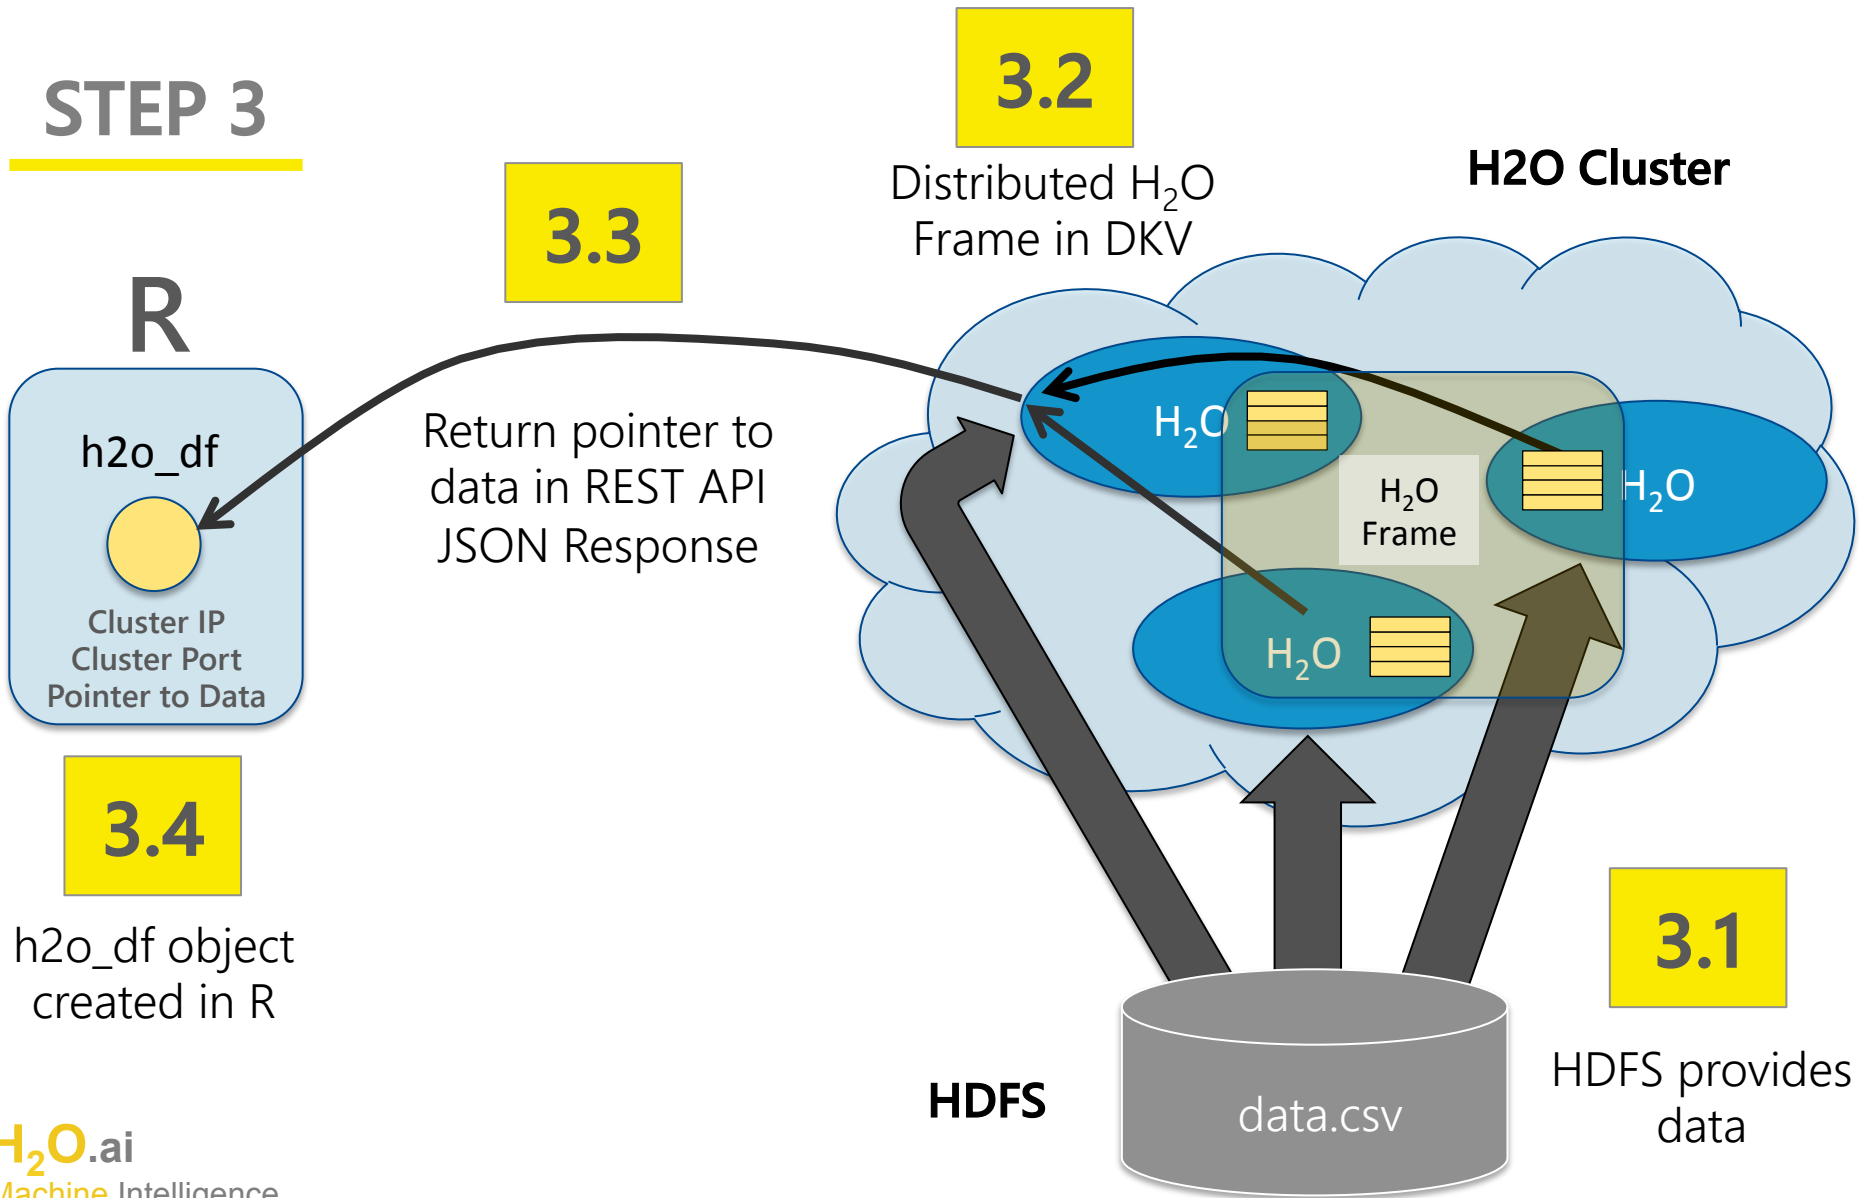 STEP 3
3.2
Distributed H₂O
Frame in DKV
H2O Cluster
3.3
Return pointer to
data in REST API
JSON Response
R
h2o_df
Cluster IP
Cluster Port
Pointer to Data
3.4
h2o_df object
created in R
H₂O
H₂O
Frame
H₂O
H₂O
3.1
HDFS provides
data
HDFS
data.csv
H₂O.ai
Machine Intelligence